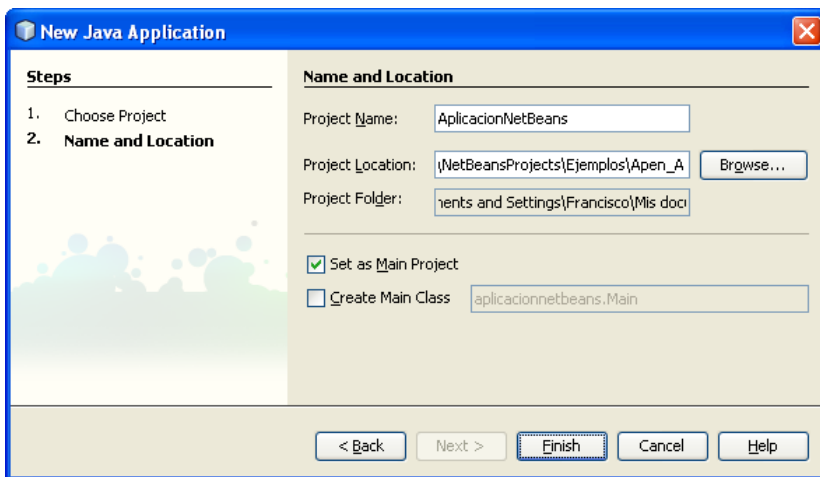 New Java Application
Steps
1. Choose Project
2. Name and Location
Name and Location
Project Name: AplicacionNetBeans
Project Location: \NetBeansProjects\Ejemplos\Apen_A Browse...
Project Folder: ents and Settings\Francisco\Mis docu
Set as Main Project
Create Main Class aplicacionnetbeans.Main
< Back Next > Finish Cancel Help